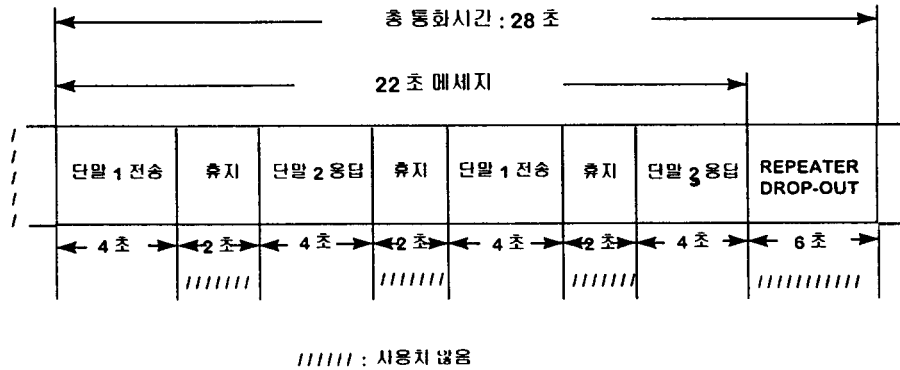 총 통화시간 : 28 초
22 초 메세지
단말 1 전송 휴지 단말 2 응답 휴지 단말 1 전송 휴지 단말 2 응답 REPEATER DROP-OUT
4 초 2 초 4 초 2 초 4 초 2 초 4 초 6 초
////// : 사용치 않음